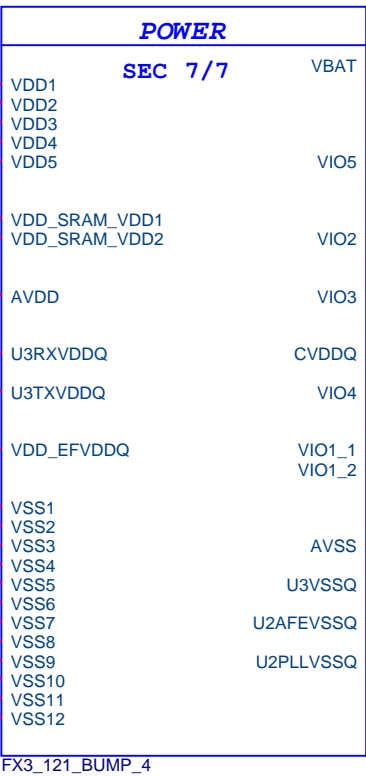 POWER
SEC 7/7
VBAT
VDD1
VDD2
VDD3
VDD4
VDD5 VIO5
VDD_SRAM_VDD1
VDD_SRAM_VDD2 VIO2
AVDD VIO3
U3RXVDDQ CVDDQ
U3TXVDDQ VIO4
VDD_EFVDDQ VIO1_1
VIO1_2
VSS1
VSS2
VSS3 AVSS
VSS4
VSS5 U3VSSQ
VSS6
VSS7 U2AFEVSSQ
VSS8
VSS9 U2PLLVSSQ
VSS10
VSS11
VSS12
FX3_121_BUMP_4